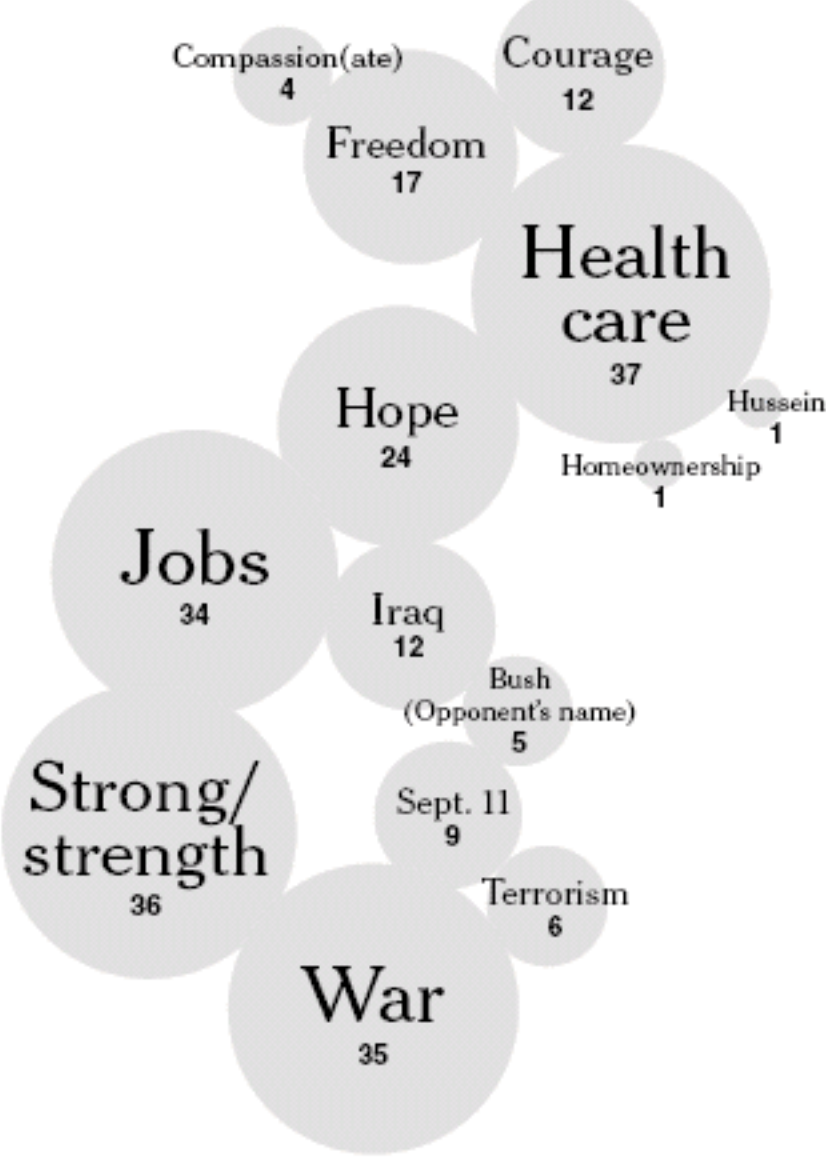 Compassion(ate)
4
Courage
12
Freedom
17
Health
care
37
Hussein
1
Homeownership
1
Hope
24
Jobs
34
Iraq
12
Bush
(Opponent's name)
5
Strong/
strength
36
Sept. 11
9
Terrorism
6
War
35